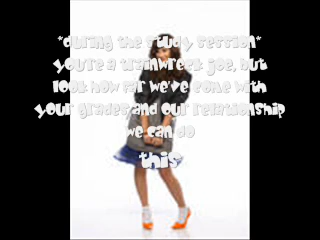 *during the study session*
you're a trainwreck joe, but
look how far we've come with
your grades and our relationship
we can do
this